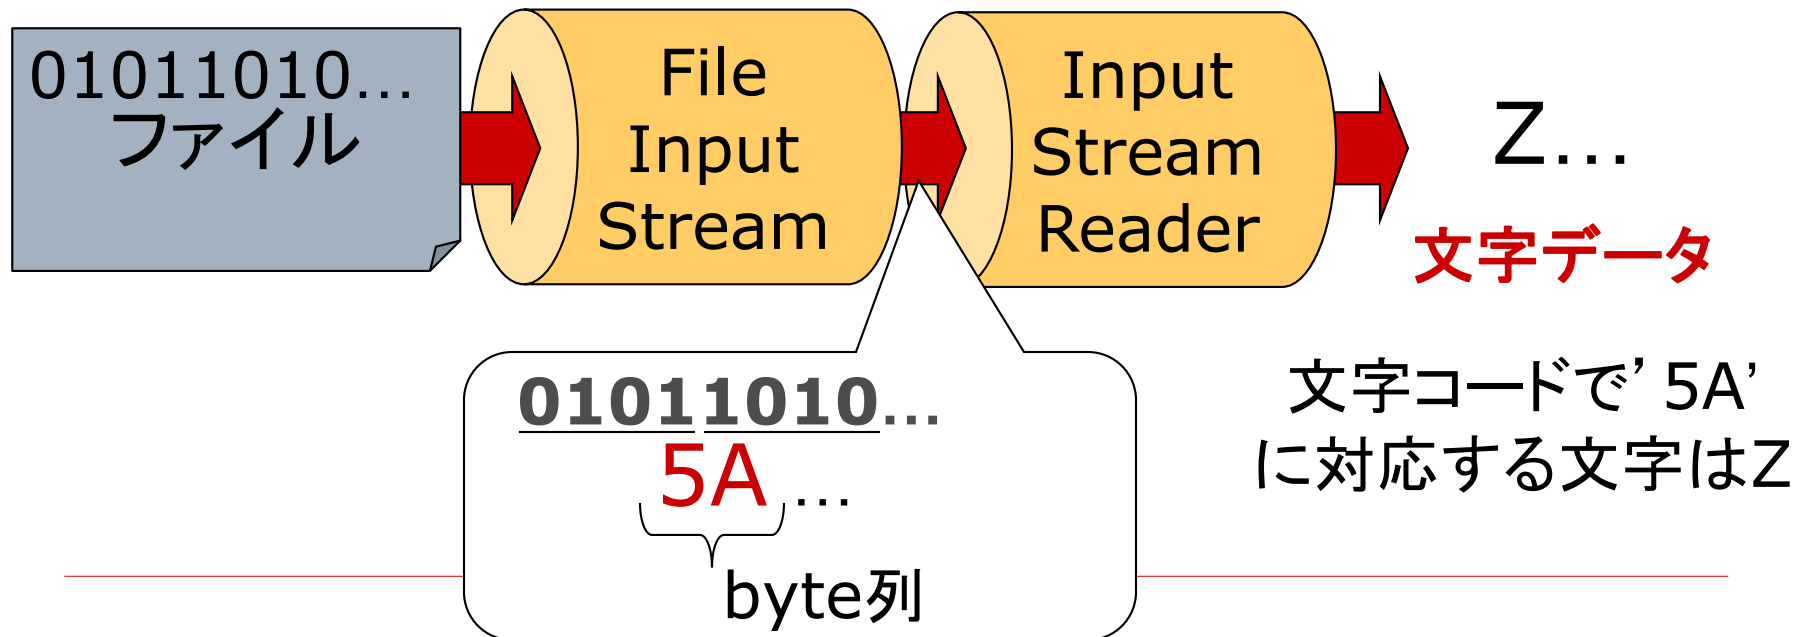 01011010...
ファイル
File
Input
Stream
Input
Stream
Reader
Z...
文字データ
01011010...
5A ...
byte列
文字コードで’5A’
に対応する文字はZ